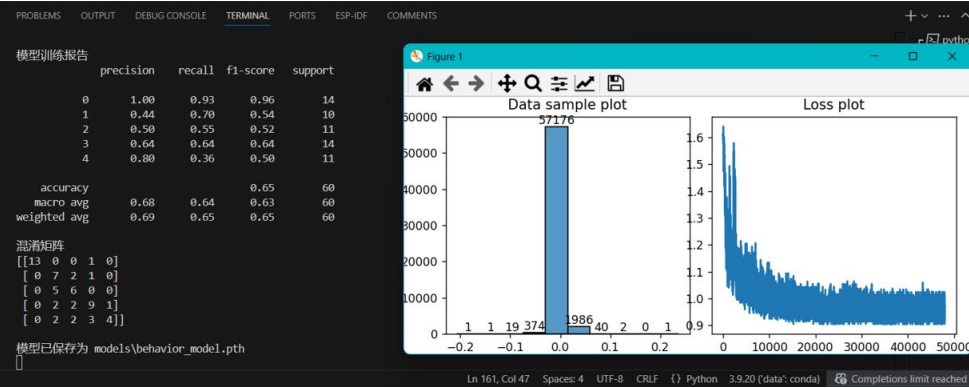 PROBLEMS OUTPUT DEBUG CONSOLE TERMINAL PORTS ESP-IDF COMMENTS
模型训练报告
precision recall f1-score support
0 1.00 0.93 0.96 14
1 0.44 0.70 0.54 10
2 0.50 0.55 0.52 11
3 0.64 0.64 0.64 14
4 0.80 0.36 0.50 11
accuracy 0.65 60
macro avg 0.68 0.64 0.63 60
weighted avg 0.69 0.65 0.65 60
混淆矩阵
[[13 0 0 1 0]
[ 0 7 2 1 0]
[ 0 5 6 0 0]
[ 0 2 2 9 1]
[ 0 2 2 3 4]]
模型已保存为 models\behavior_model.pth
Figure 1
Data sample plot
57176
40000
1 1 19 374 1986 40 2 0 1
0
−0.2 −0.1 0.0 0.1 0.2
Loss plot
1.6
1.5
1.4
1.3
1.2
1.1
1.0
0.9
0 10000 20000 30000 40000
Ln 161, Col 47 Spaces: 4 UTF-8 CRLF {} Python 3.9.20 ('data': conda) Completions limit reached